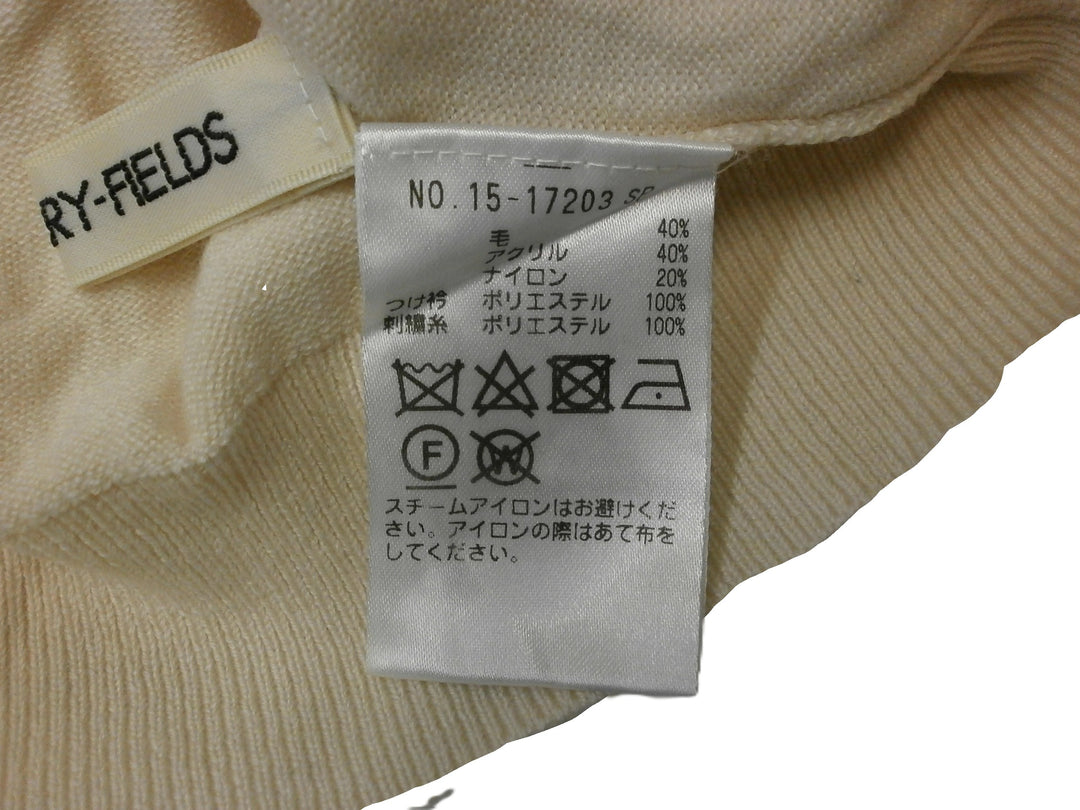 RY-FIELDS
NO. 15-17203
毛 40%
アクリル 40%
ナイロン 20%
つけ衿 ポリエステル 100%
刺繍糸 ポリエステル 100%
F W
スチームアイロンはお避けくだ
さい。アイロンの際はあて布を
してください。